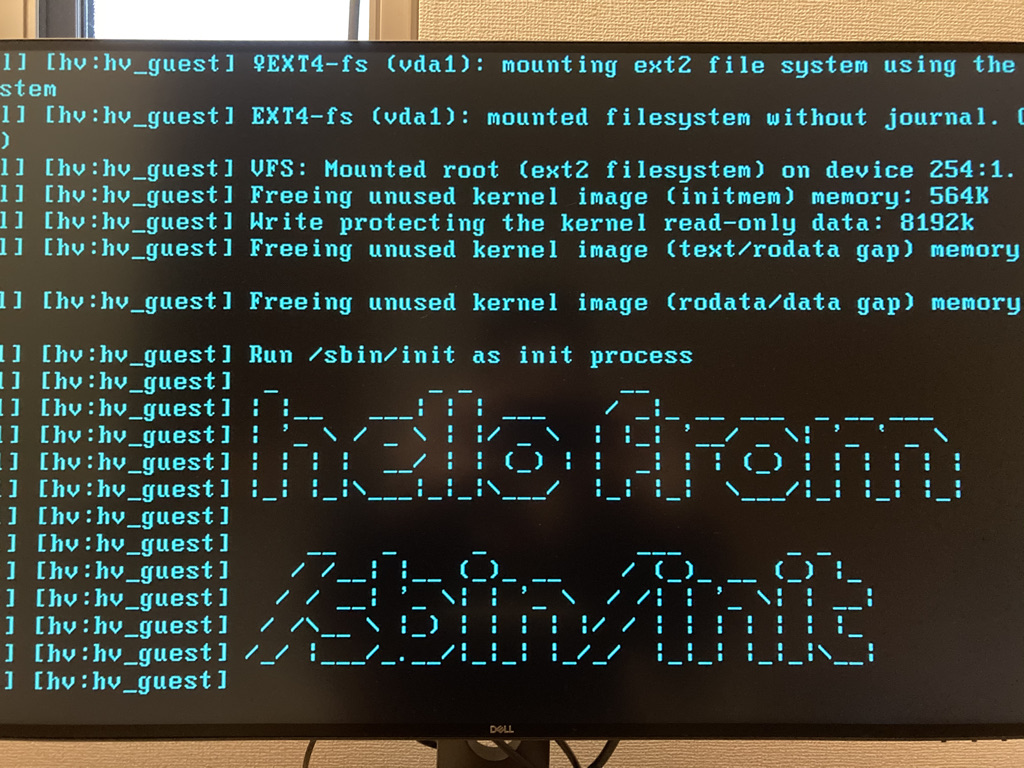 l] [hv:hv_guest] ♀EXT4-fs (vda1): mounting ext2 file system using the
stem
l] [hv:hv_guest] EXT4-fs (vda1): mounted filesystem without journal.
)
l] [hv:hv_guest] VFS: Mounted root (ext2 filesystem) on device 254:1.
l] [hv:hv_guest] Freeing unused kernel image (initmem) memory: 564K
l] [hv:hv_guest] Write protecting the kernel read-only data: 8192k
l] [hv:hv_guest] Freeing unused kernel image (text/rodata gap) memory
l] [hv:hv_guest] Freeing unused kernel image (rodata/data gap) memory
l] [hv:hv_guest] Run /sbin/init as init process
l] [hv:hv_guest]
l] [hv:hv_guest] hello from
l] [hv:hv_guest]
l] [hv:hv_guest]
l] [hv:hv_guest]
] [hv:hv_guest]
] [hv:hv_guest]
] [hv:hv_guest] /sbin/init
] [hv:hv_guest]
] [hv:hv_guest]
] [hv:hv_guest]
] [hv:hv_guest]
DELL